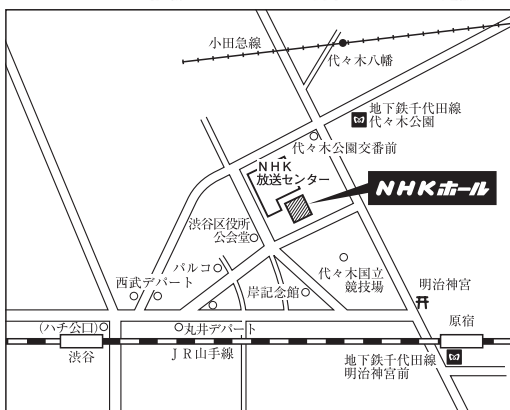 小田急線
代々木八幡
地下鉄千代田線
代々木公園
代々木公園交番前
NHK
放送センター
NHKホール
渋谷区役所
公会堂
パルコ
代々木国立
競技場
西武デパート
岸記念館
明治神宮
(ハチ公口)
丸井デパート
原宿
渋谷
JR山手線
地下鉄千代田線
明治神宮前